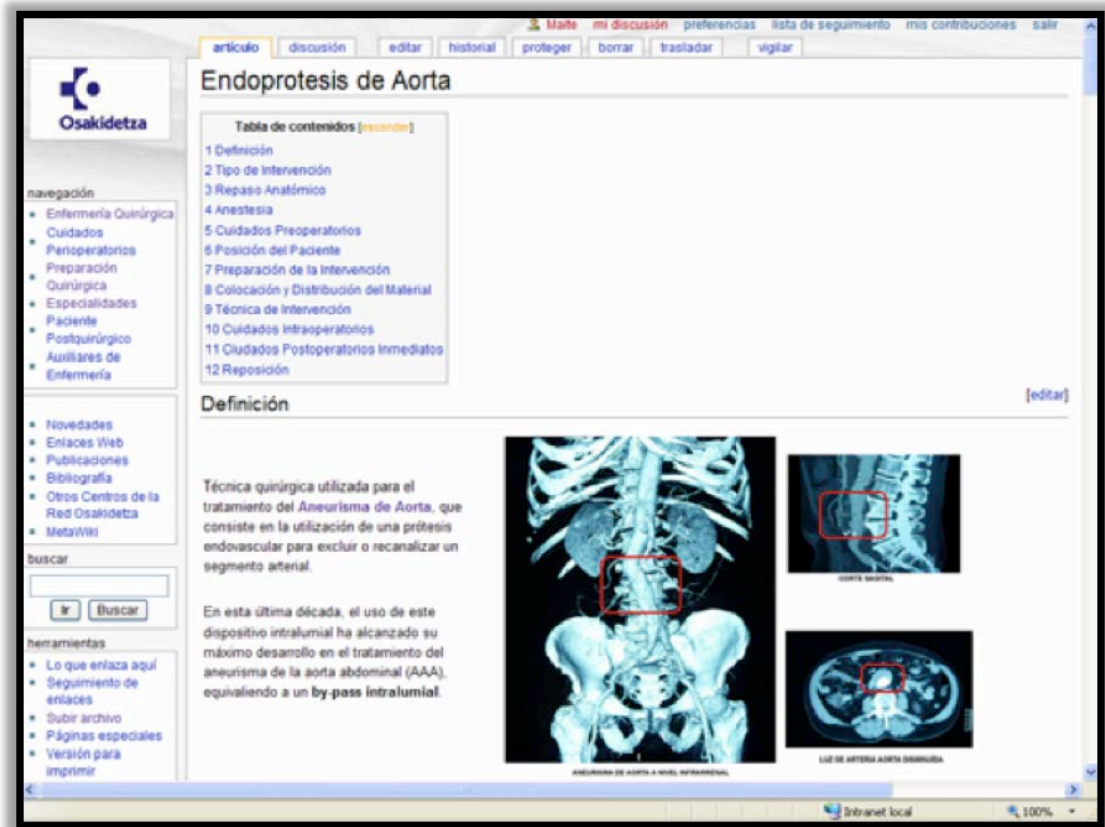 Maite mi discusión preferencias lista de seguimiento mis contribuciones salir
artículo discusión editar historial proteger borrar trasladar vigilar
Osakidetza
Endoprotesis de Aorta
Tabla de contenidos [esconder]
1 Definición
2 Tipo de Intervención
3 Repaso Anatómico
4 Anestesia
5 Cuidados Preoperatorios
6 Posición del Paciente
7 Preparación de la Intervención
8 Colocación y Distribución del Material
9 Técnica de Intervención
10 Cuidados Intraoperatorios
11 Ciudados Postoperatorios Inmediatos
12 Reposición
navegación
Enfermería Quirúrgica
Cuidados
Perioperatorios
Preparación
Quirúrgica
Especialidades
Paciente
Postquirúrgico
Auxiliares de
Enfermería
Novedades
Enlaces Web
Publicaciones
Bibliografía
Otros Centros de la
Red Osakidetza
MetaWiki
buscar
Ir Buscar
herramientas
Lo que enlaza aquí
Seguimiento de
enlaces
Subir archivo
Páginas especiales
Versión para
imprimir
[editar]
Definición
Técnica quirúrgica utilizada para el
tratamiento del Aneurisma de Aorta, que
consiste en la utilización de una prótesis
endovascular para excluir o recanalizar un
segmento arterial.
En esta última década, el uso de este
dispositivo intralumial ha alcanzado su
máximo desarrollo en el tratamiento del
aneurisma de la aorta abdominal (AAA),
equivaliendo a un by-pass intralumial.
ANEURISMA DE AORTA A NIVEL INFRARRENAL
CORTE SAGITAL
LUZ DE ARTERIA AORTA DISMINUÍDA
Intranet local 100%